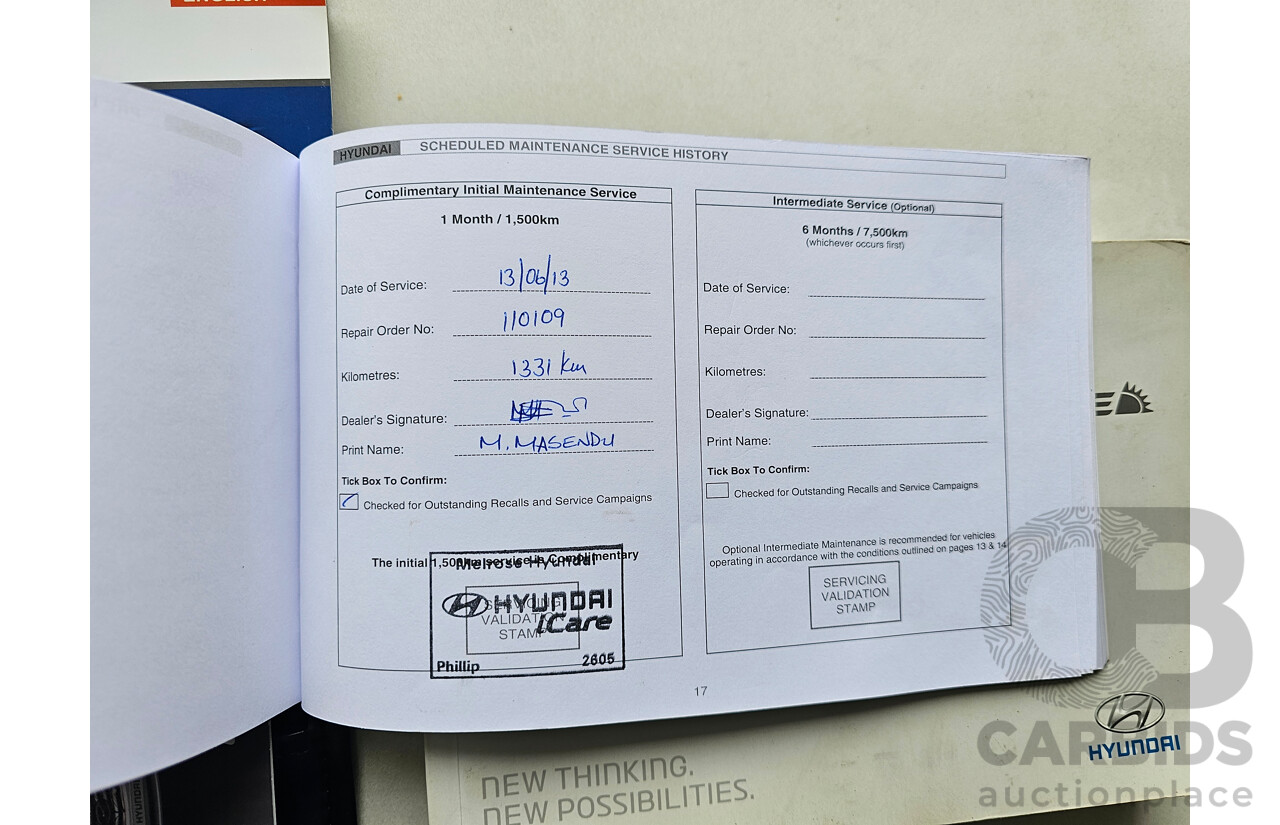 ENGLISH
HYUNDAI SCHEDULED MAINTENANCE SERVICE HISTORY
Complimentary Initial Maintenance Service
1 Month / 1,500km
Date of Service: 13/06/13
Repair Order No: 110109
Kilometres: 1331 km
Dealer's Signature:
Print Name: M. MASENDU
Tick Box To Confirm:
Checked for Outstanding Recalls and Service Campaigns
The initial 1,500km service is Complimentary
Melrose Hyundai
HYUNDAI
iCare
SERVICING
VALIDATION
STAMP
Phillip 2605
Intermediate Service (Optional)
6 Months / 7,500km
(whichever occurs first)
Date of Service:
Repair Order No:
Kilometres:
Dealer's Signature:
Print Name:
Tick Box To Confirm:
Checked for Outstanding Recalls and Service Campaigns
Optional Intermediate Maintenance is recommended for vehicles
operating in accordance with the conditions outlined on pages 13 & 14
SERVICING
VALIDATION
STAMP
17
NEW THINKING.
NEW POSSIBILITIES.
HYUNDAI
CB
CARBIDS
auctionplace
HYUNDAI